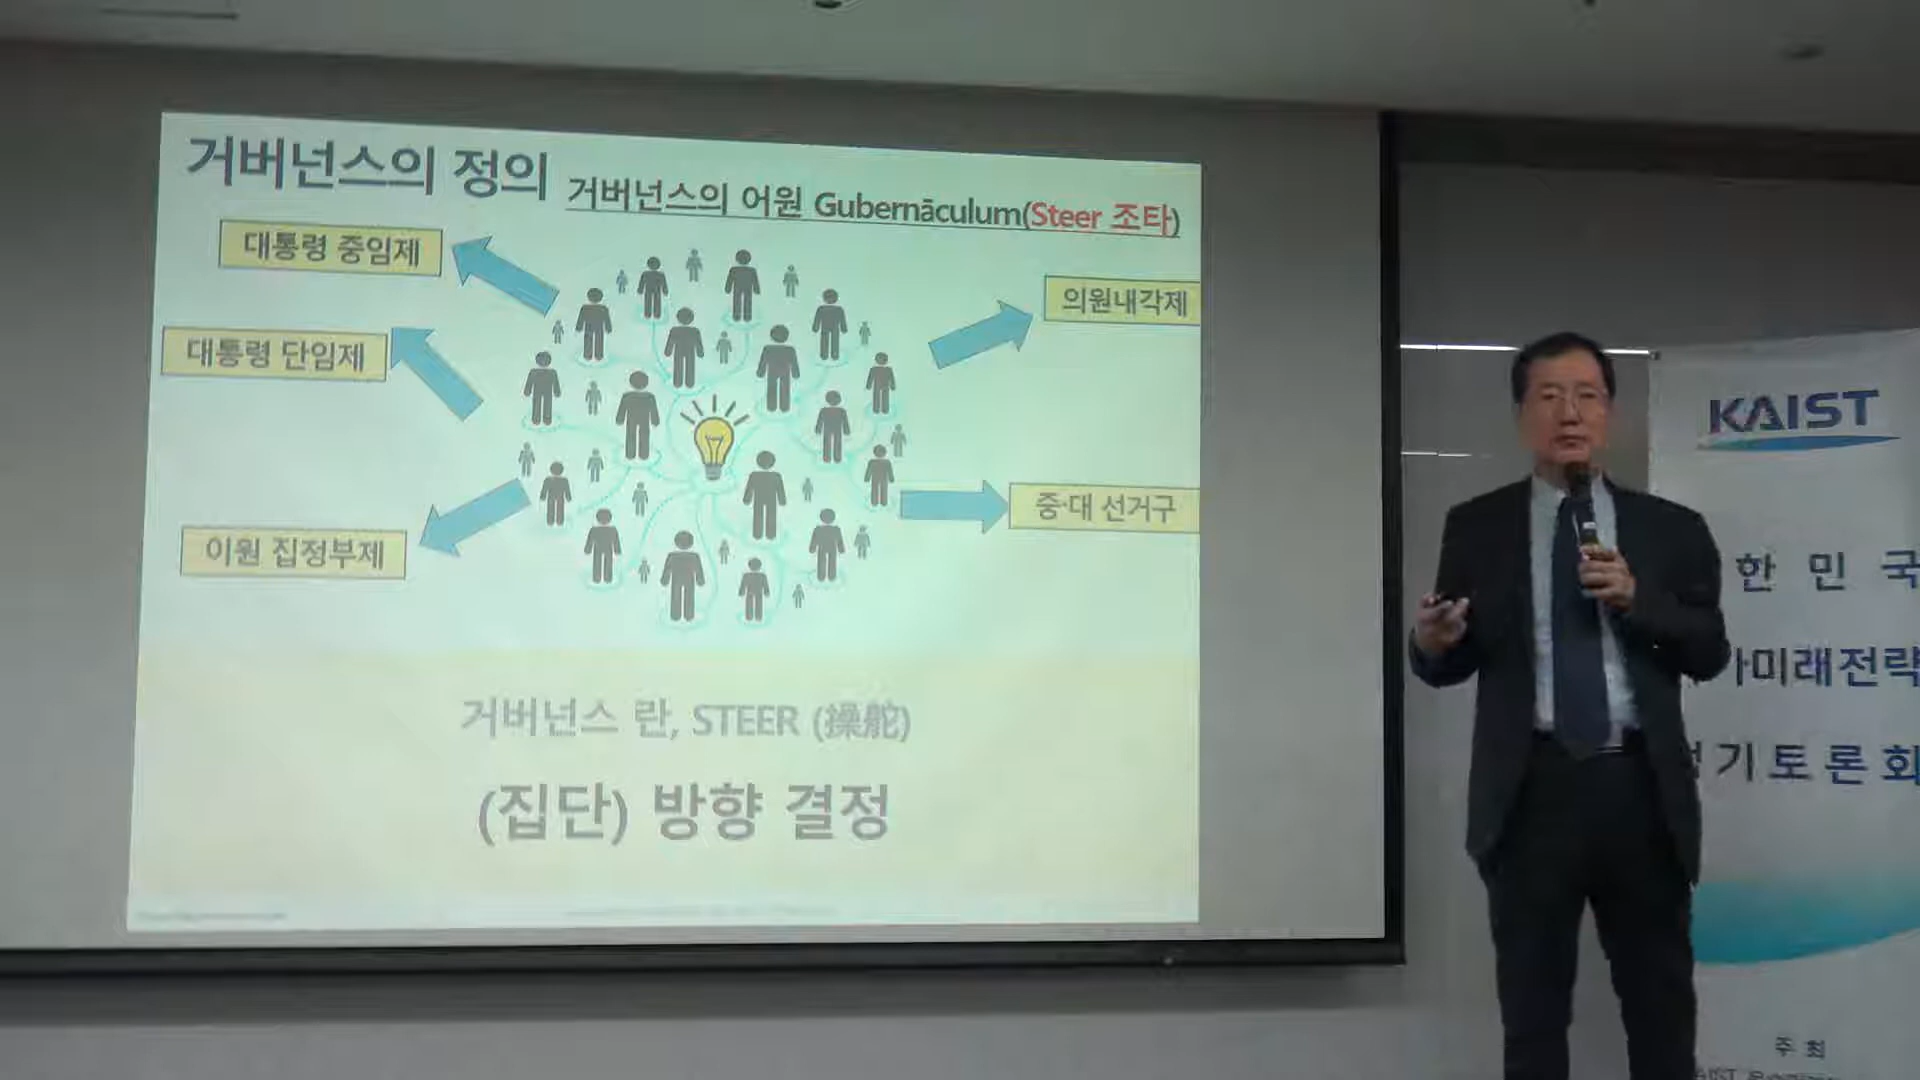 거버넌스의 정의
거버넌스의 어원 Gubernāculum(Steer 조타)
대통령 중임제
의원내각제
대통령 단임제
중·대 선거구
이원 집정부제
거버넌스 란, STEER (操舵)
(집단) 방향 결정
KAIST
한 민 국
미래전략
기토론회
주 최